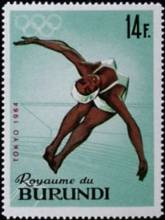 14F.
TOKYO 1964
Royaume du
BURUNDI